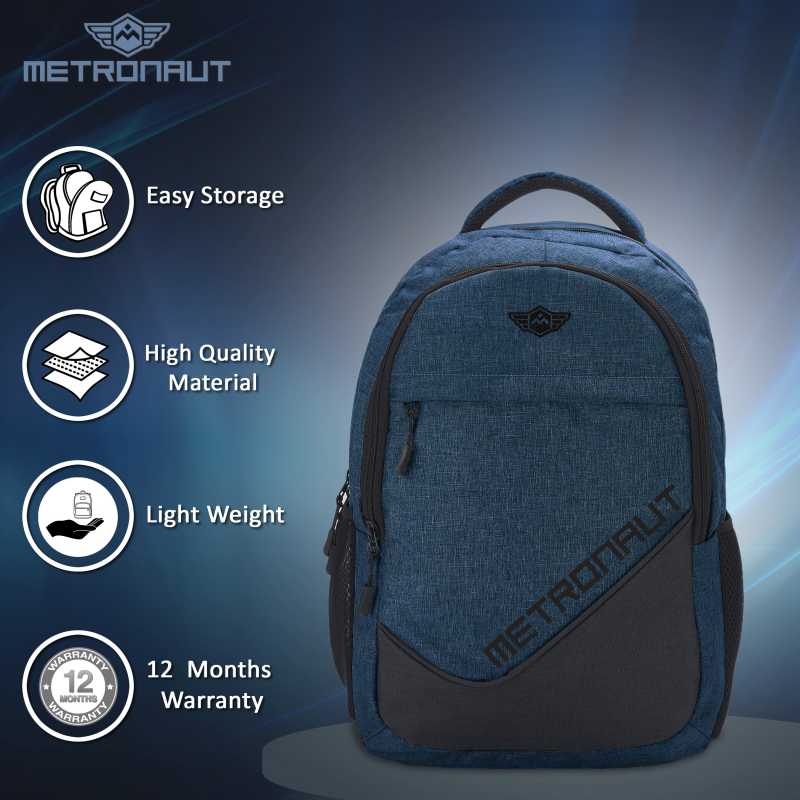 METRONAUT
Easy Storage
High Quality
Material
Light Weight
WARRANTY
12
MONTHS
WARRANTY
12 Months
Warranty
METRONAUT